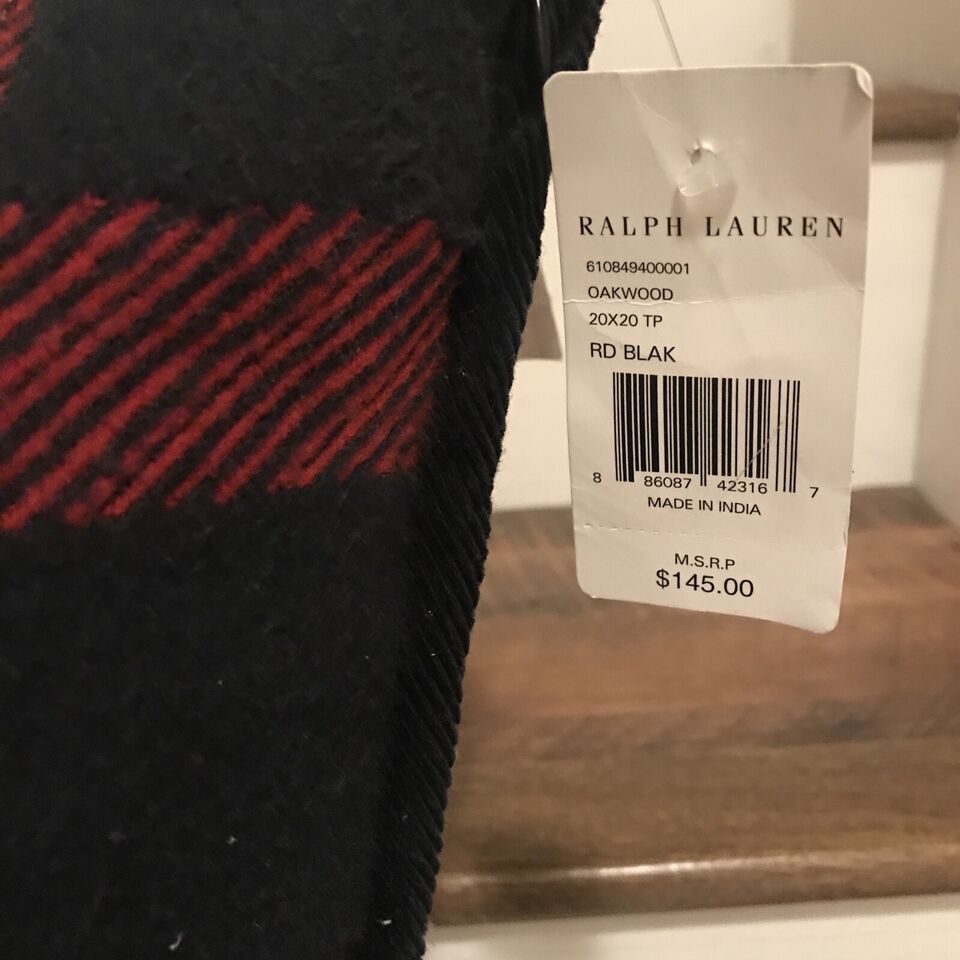 RALPH LAUREN
610849400001
OAKWOOD
20X20 TP
RD BLAK
8 86087 42316 7
MADE IN INDIA
M.S.R.P
$145.00